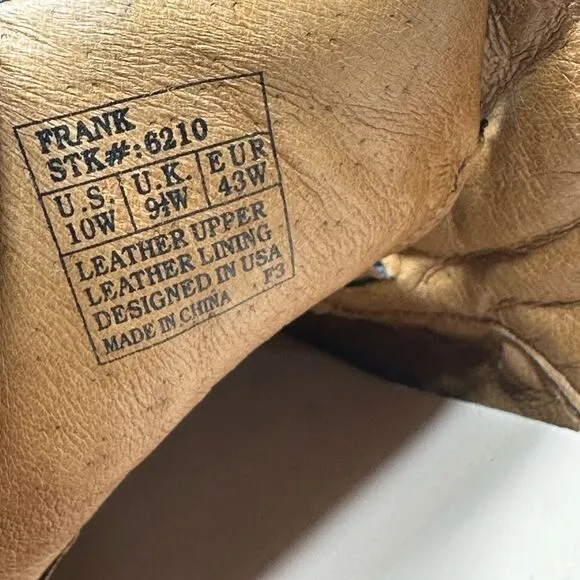 FRANK
STK#:6210
U.S. U.K. EUR
10W 9½W 43W
LEATHER UPPER
LEATHER LINING
DESIGNED IN USA
MADE IN CHINA F3